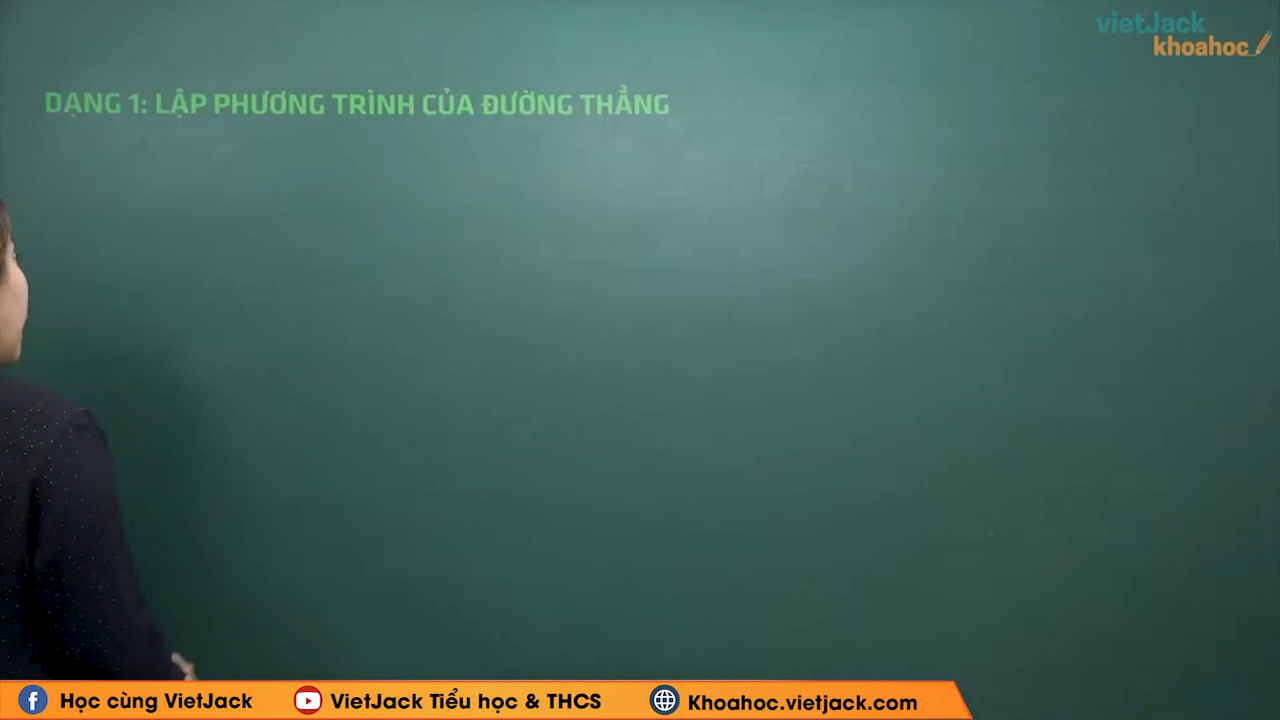 vietJack
khoahoc
DẠNG 1: LẬP PHƯƠNG TRÌNH CỦA ĐƯỜNG THẲNG
Học cùng VietJack
VietJack Tiểu học & THCS
Khoahoc.vietjack.com